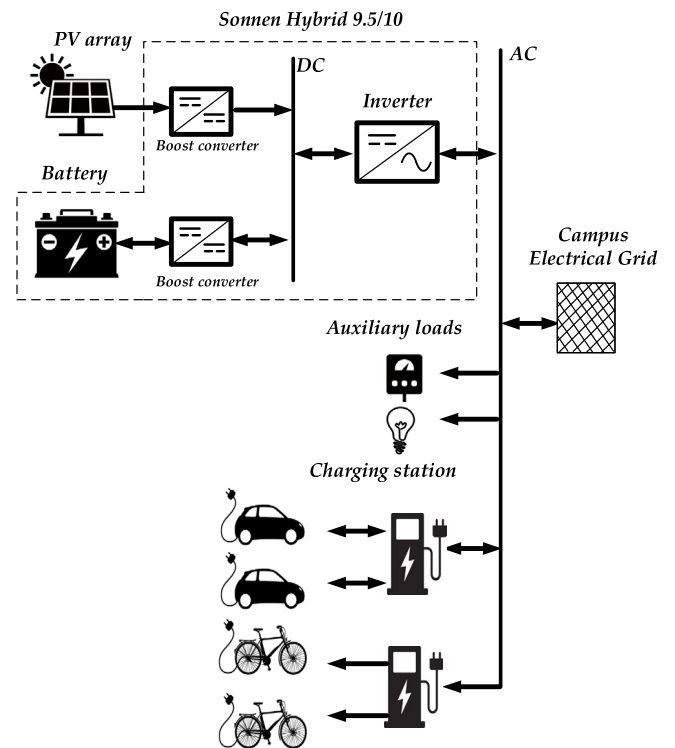 Sonnen Hybrid 9.5/10
PV array
DC
AC
Inverter
Boost converter
Battery
Boost converter
Campus
Electrical Grid
Auxiliary loads
Charging station